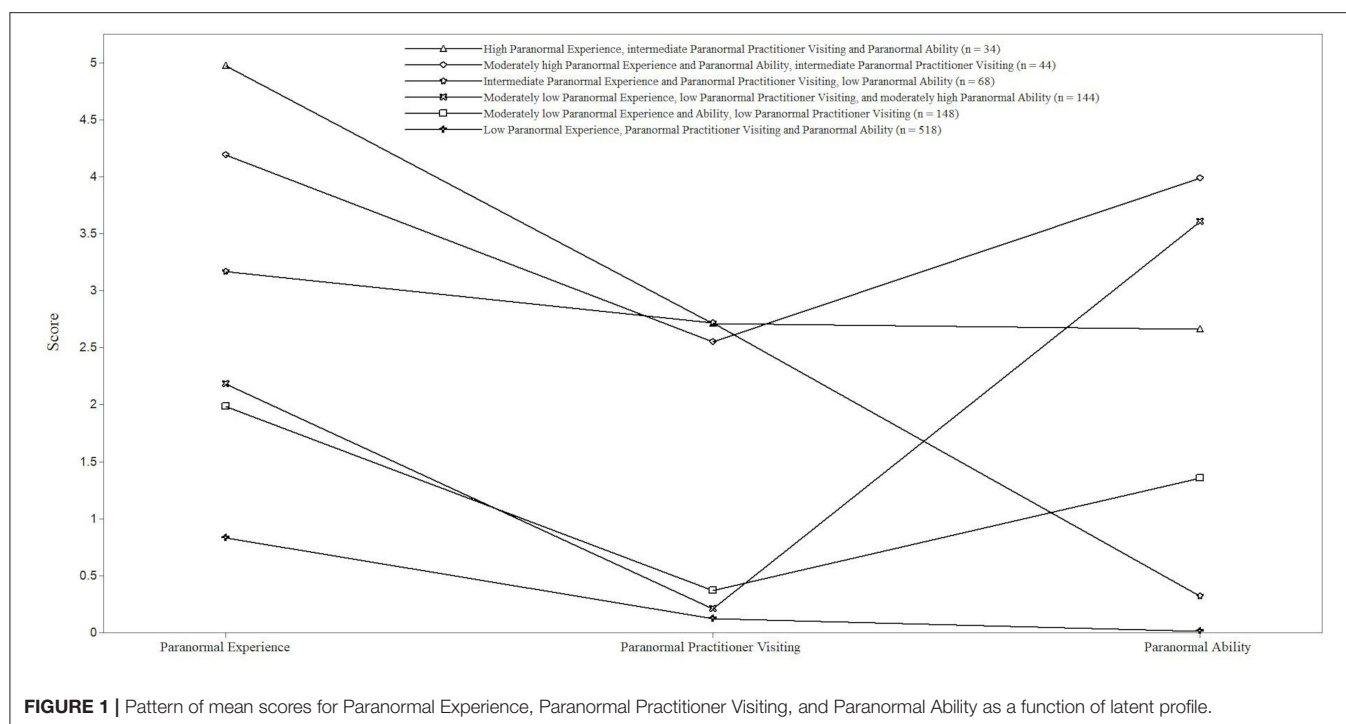 High Paranormal Experience, intermediate Paranormal Practitioner Visiting and Paranormal Ability (n = 34)
Moderately high Paranormal Experience and Paranormal Ability, intermediate Paranormal Practitioner Visiting (n = 44)
Intermediate Paranormal Experience and Paranormal Practitioner Visiting, low Paranormal Ability (n = 68)
Moderately low Paranormal Experience, low Paranormal Practitioner Visiting, and moderately high Paranormal Ability (n = 144)
Moderately low Paranormal Experience and Ability, low Paranormal Practitioner Visiting (n = 148)
Low Paranormal Experience, Paranormal Practitioner Visiting and Paranormal Ability (n = 518)
5
4.5
4
3.5
3
2.5
2
1.5
1
0.5
0
Score
Paranormal Experience
Paranormal Practitioner Visiting
Paranormal Ability
FIGURE 1 | Pattern of mean scores for Paranormal Experience, Paranormal Practitioner Visiting, and Paranormal Ability as a function of latent profile.